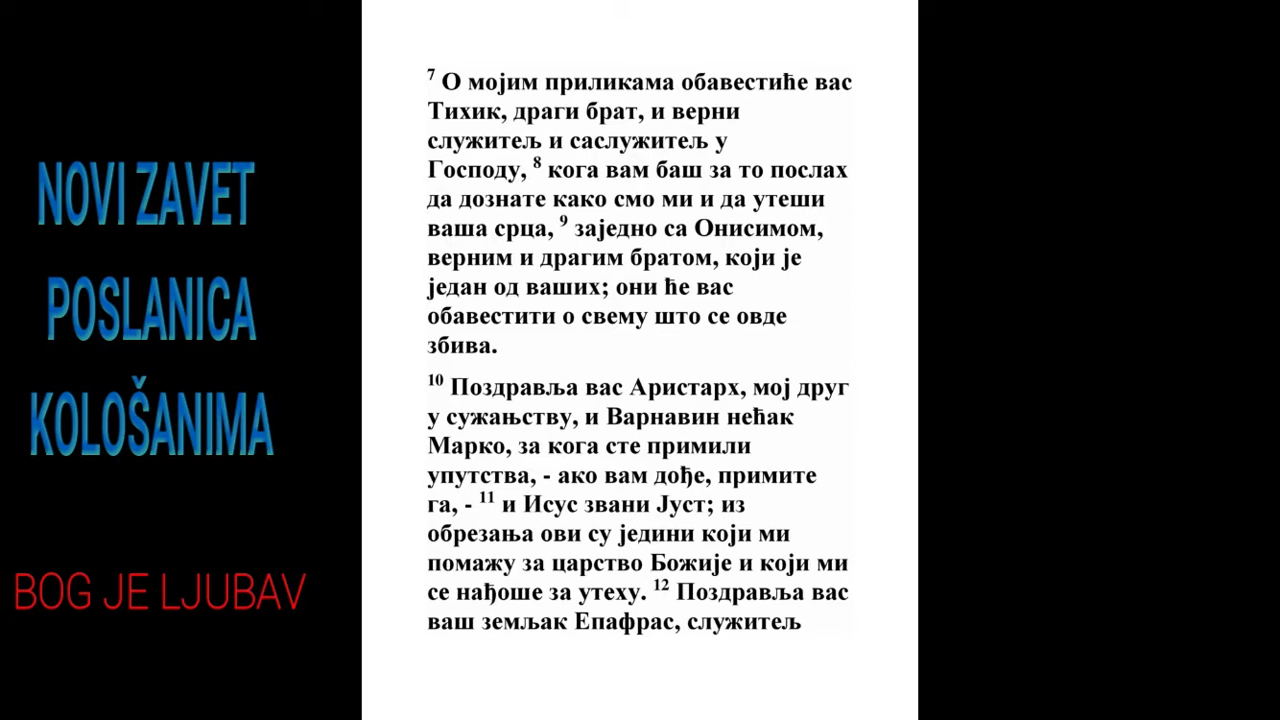 NOVI ZAVET
POSLANICA
KOLOŠANIMA
BOG JE LJUBAV
7 О мојим приликама обавестиће вас
Тихик, драги брат, и верни
служитељ и саслужитељ у
Господу, 8 кога вам баш за то послах
да дознате како смо ми и да утеши
ваша срца, 9 заједно са Онисимом,
верним и драгим братом, који је
један од ваших; они ће вас
обавестити о свему што се овде
збива.
10 Поздравља вас Аристарх, мој друг
у сужањству, и Варнавин нећак
Марко, за кога сте примили
упутства, - ако вам дође, примите
га, - 11 и Исус звани Јуст; из
обрезања ови су једини који ми
помажу за царство Божије и који ми
се нађоше за утеху. 12 Поздравља вас
ваш земљак Епафрас, служитељ